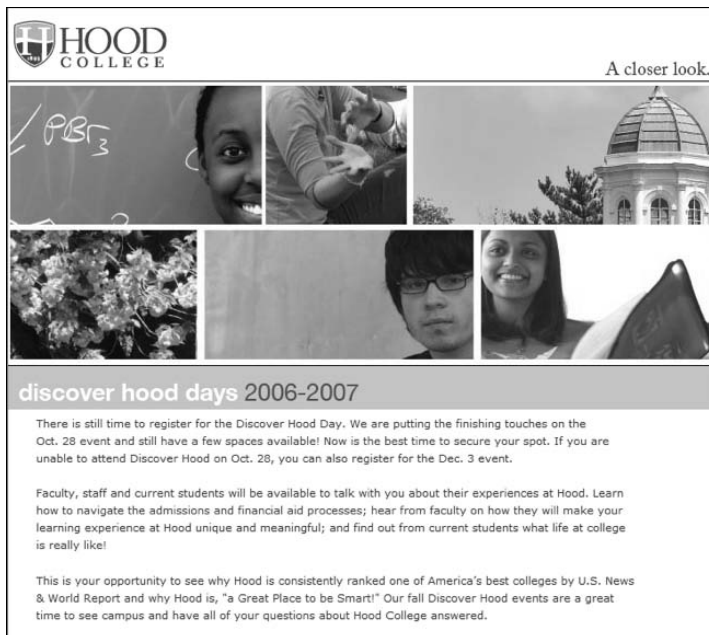 HOOD
COLLEGE
A closer look.
PBr3
discover hood days 2006-2007
There is still time to register for the Discover Hood Day. We are putting the finishing touches on the
Oct. 28 event and still have a few spaces available! Now is the best time to secure your spot. If you are
unable to attend Discover Hood on Oct. 28, you can also register for the Dec. 3 event.
Faculty, staff and current students will be available to talk with you about their experiences at Hood. Learn
how to navigate the admissions and financial aid processes; hear from faculty on how they will make your
learning experience at Hood unique and meaningful; and find out from current students what life at college
is really like!
This is your opportunity to see why Hood is consistently ranked one of America's best colleges by U.S. News
& World Report and why Hood is, "a Great Place to be Smart!" Our fall Discover Hood events are a great
time to see campus and have all of your questions about Hood College answered.